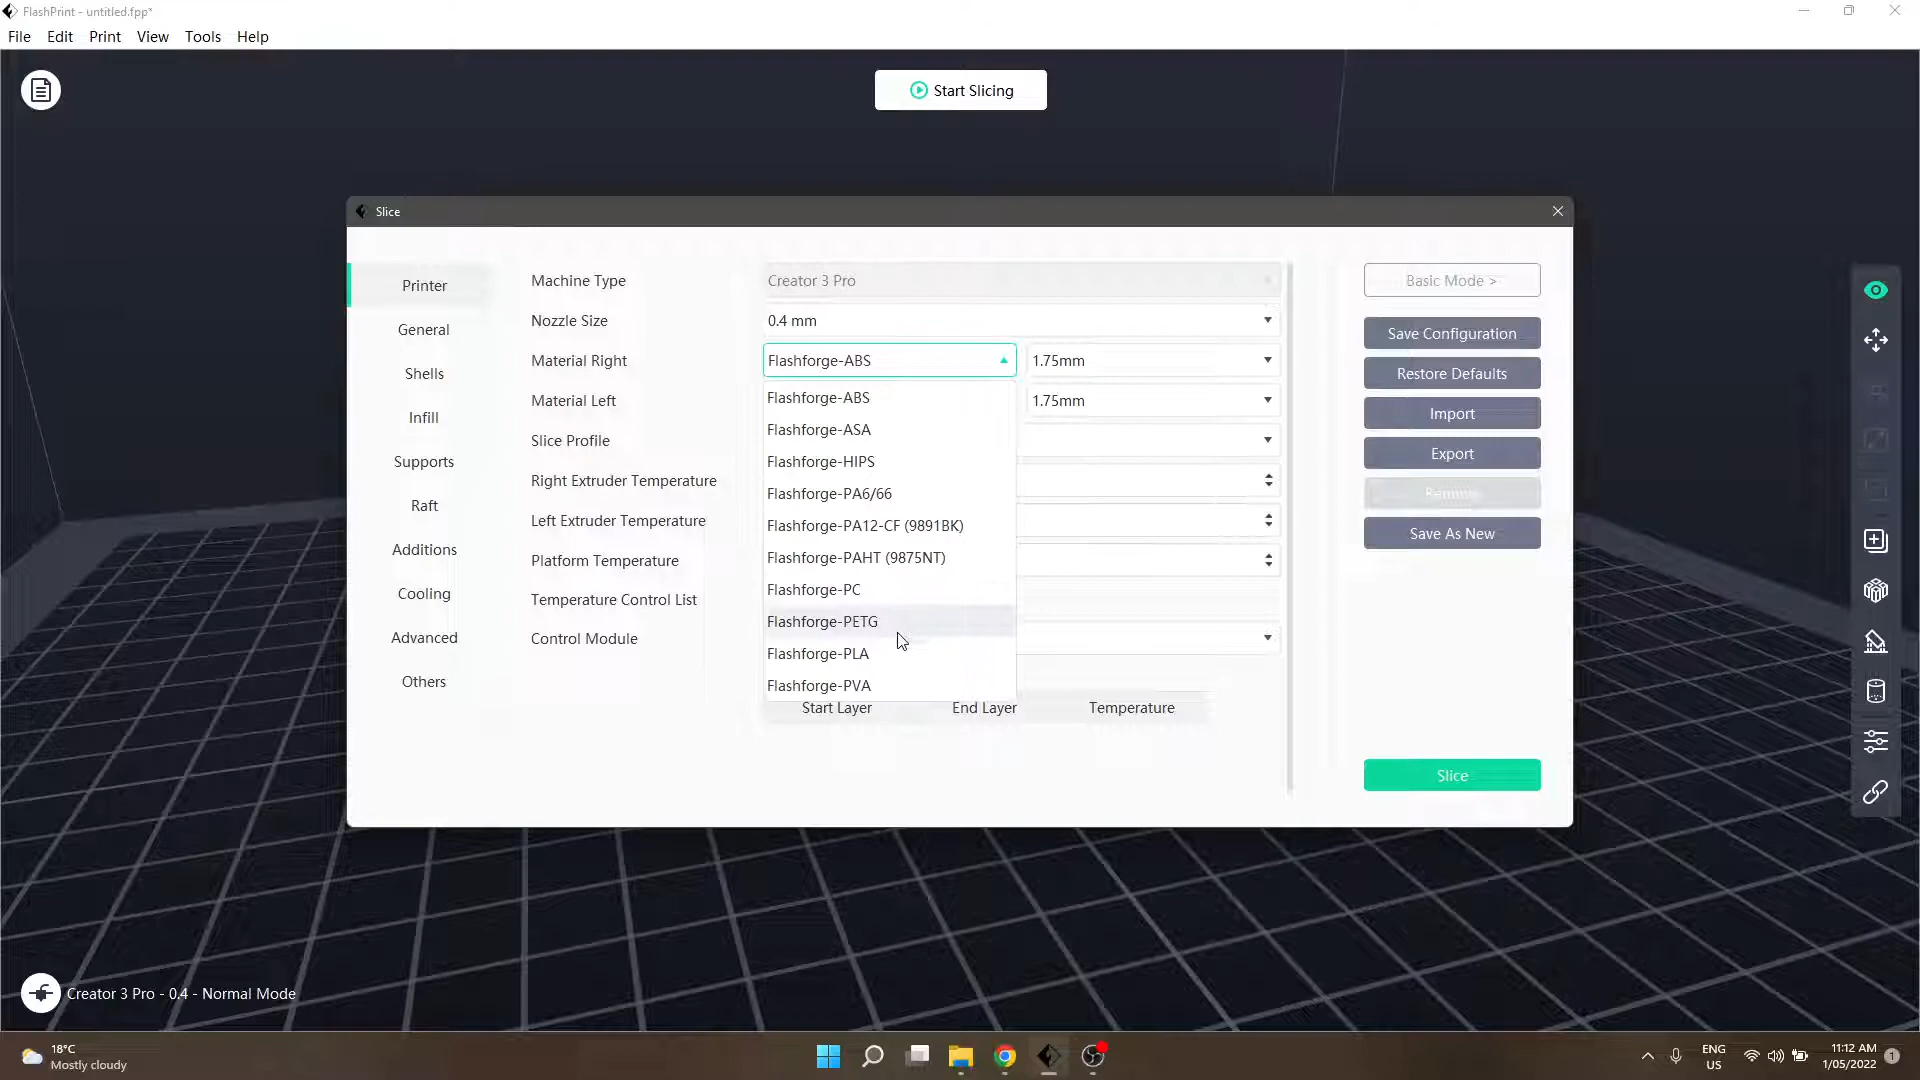 FlashPrint - untitled.fpp*
File Edit Print View Tools Help
Start Slicing
Slice
Printer
General
Shells
Infill
Supports
Raft
Additions
Cooling
Advanced
Others
Machine Type Creator 3 Pro
Nozzle Size 0.4 mm
Material Right Flashforge-ABS 1.75mm
Material Left 1.75mm
Slice Profile
Right Extruder Temperature
Left Extruder Temperature
Platform Temperature
Temperature Control List
Control Module
Flashforge-ABS
Flashforge-ASA
Flashforge-HIPS
Flashforge-PA6/66
Flashforge-PA12-CF (9891BK)
Flashforge-PAHT (9875NT)
Flashforge-PC
Flashforge-PETG
Flashforge-PLA
Flashforge-PVA
Start Layer End Layer Temperature
Basic Mode >
Save Configuration
Restore Defaults
Import
Export
Remove
Save As New
Slice
Creator 3 Pro - 0.4 - Normal Mode
18°C
Mostly cloudy
ENG
US
11:12 AM
1/05/2022
1